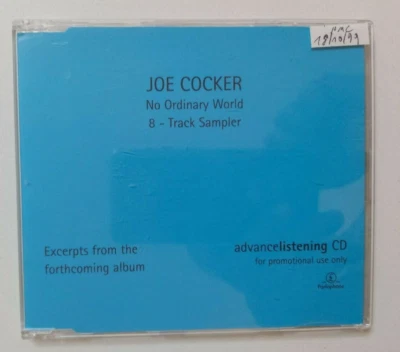 18/10/99
JOE COCKER
No Ordinary World
8 - Track Sampler
Excerpts from the
forthcoming album
advancelistening CD
for promotional use only
Parlophone